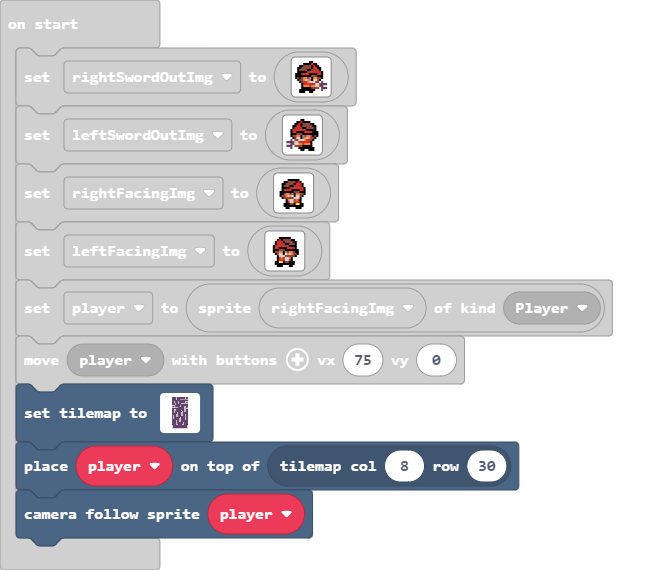 on start
set rightSwordOutImg to
set leftSwordOutImg to
set rightFacingImg to
set leftFacingImg to
set player to sprite rightFacingImg of kind Player
move player with buttons vx 75 vy 0
set tilemap to
place player on top of tilemap col 8 row 30
camera follow sprite player